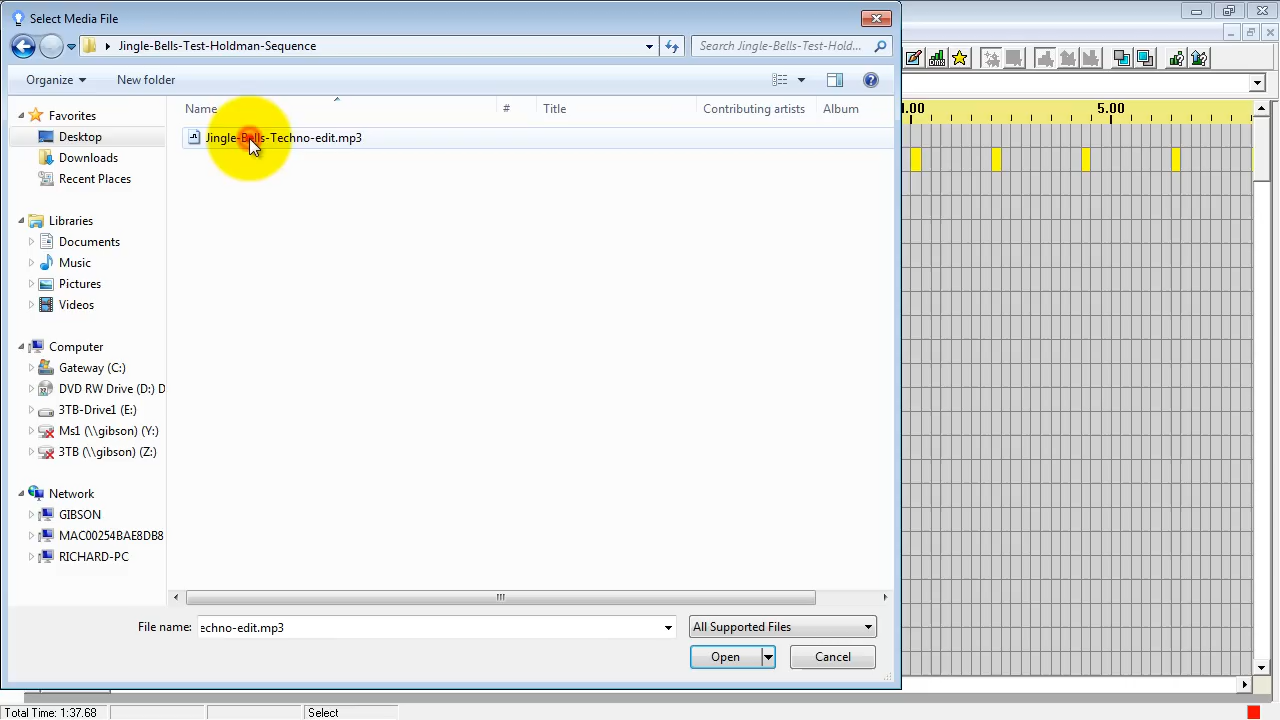 Select Media File
Jingle-Bells-Test-Holdman-Sequence
Search Jingle-Bells-Test-Hold...
Organize
New folder
Name
#
Title
Contributing artists
Album
Favorites
Desktop
Downloads
Recent Places
Libraries
Documents
Music
Pictures
Videos
Computer
Gateway (C:)
DVD RW Drive (D:) D
3TB-Drive1 (E:)
Ms1 (\\gibson) (Y:)
3TB (\\gibson) (Z:)
Network
GIBSON
MAC00254BAE8DB8
RICHARD-PC
Jingle-Bells-Techno-edit.mp3
.00
5.00
File name:
echno-edit.mp3
All Supported Files
Open
Cancel
Total Time: 1:37.68
Select